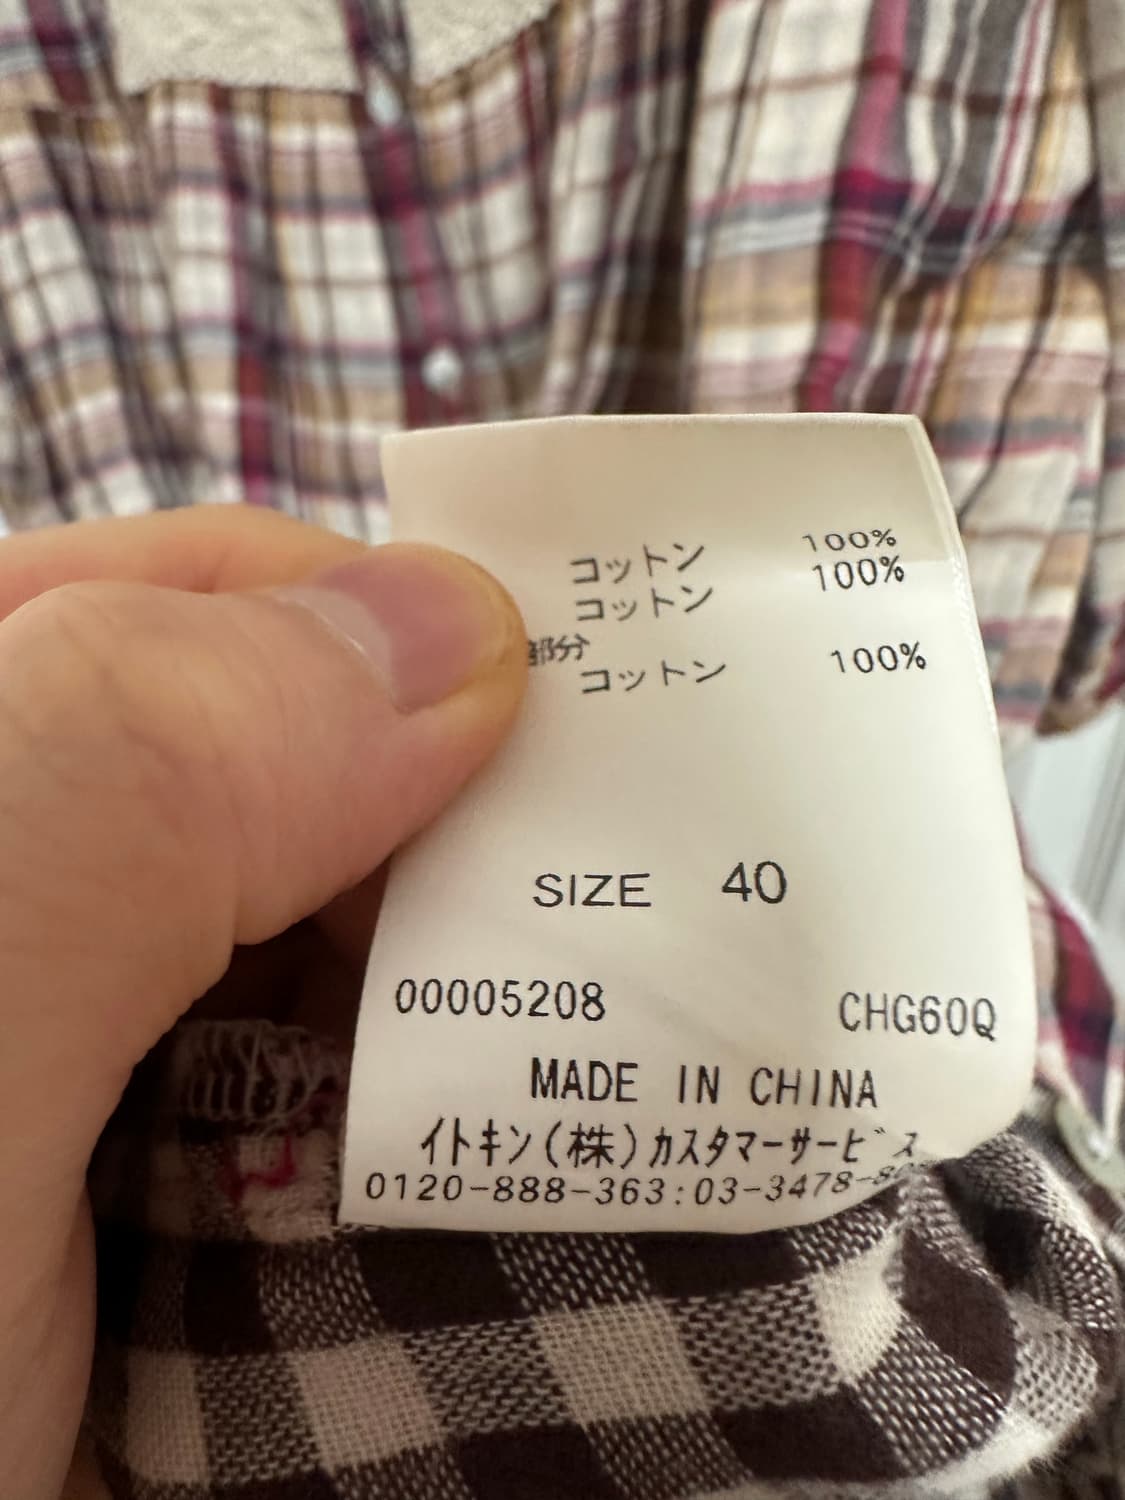 コットン 100%
コットン 100%
部分
コットン 100%
SIZE 40
00005208 CHG60Q
MADE IN CHINA
イトキン(株)カスタマーサービス
0120-888-363:03-3478-8